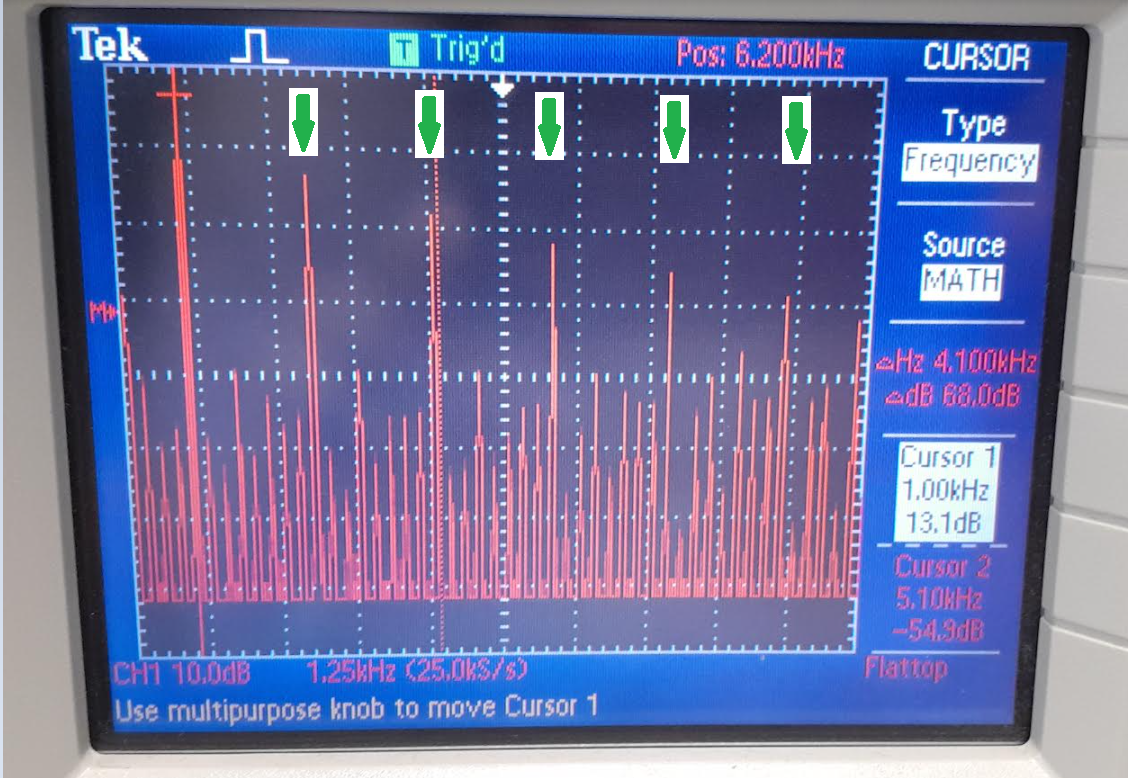 Tek
T Trig'd
Pos: 6.200kHz
CURSOR
Type
Frequency
Source
MATH
M
△Hz 4.100kHz
△dB 68.0dB
Cursor 1
1.00kHz
13.1dB
Cursor 2
5.10kHz
-54.9dB
CH1 10.0dB
1.25kHz (25.0kS/s)
Flattop
Use multipurpose knob to move Cursor 1